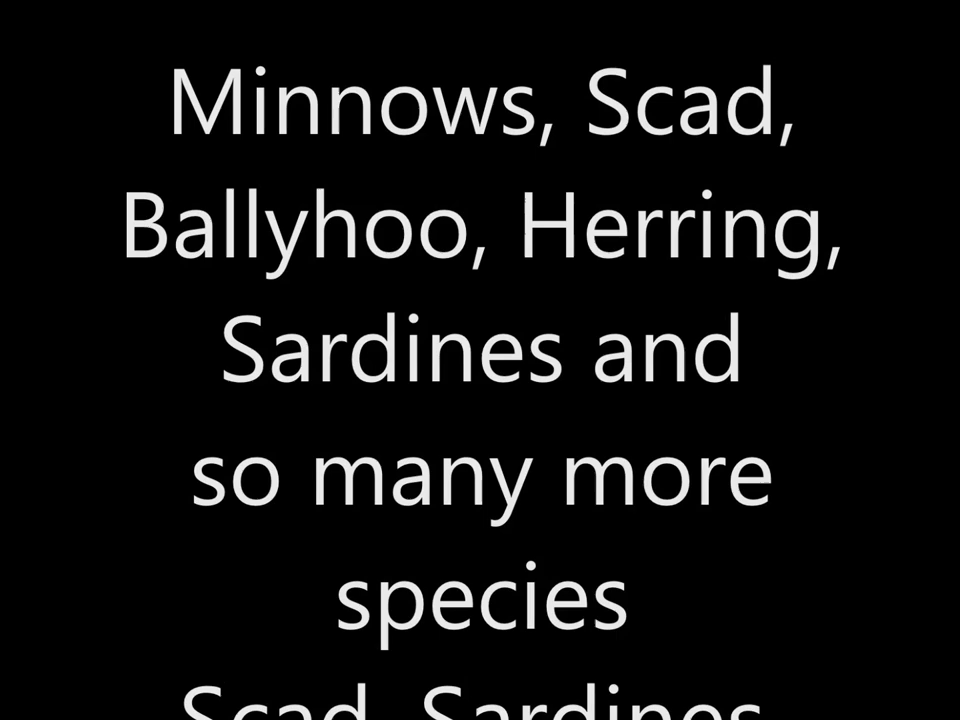 Minnows, Scad,
Ballyhoo, Herring,
Sardines and
so many more
species
Scad, Sardines,